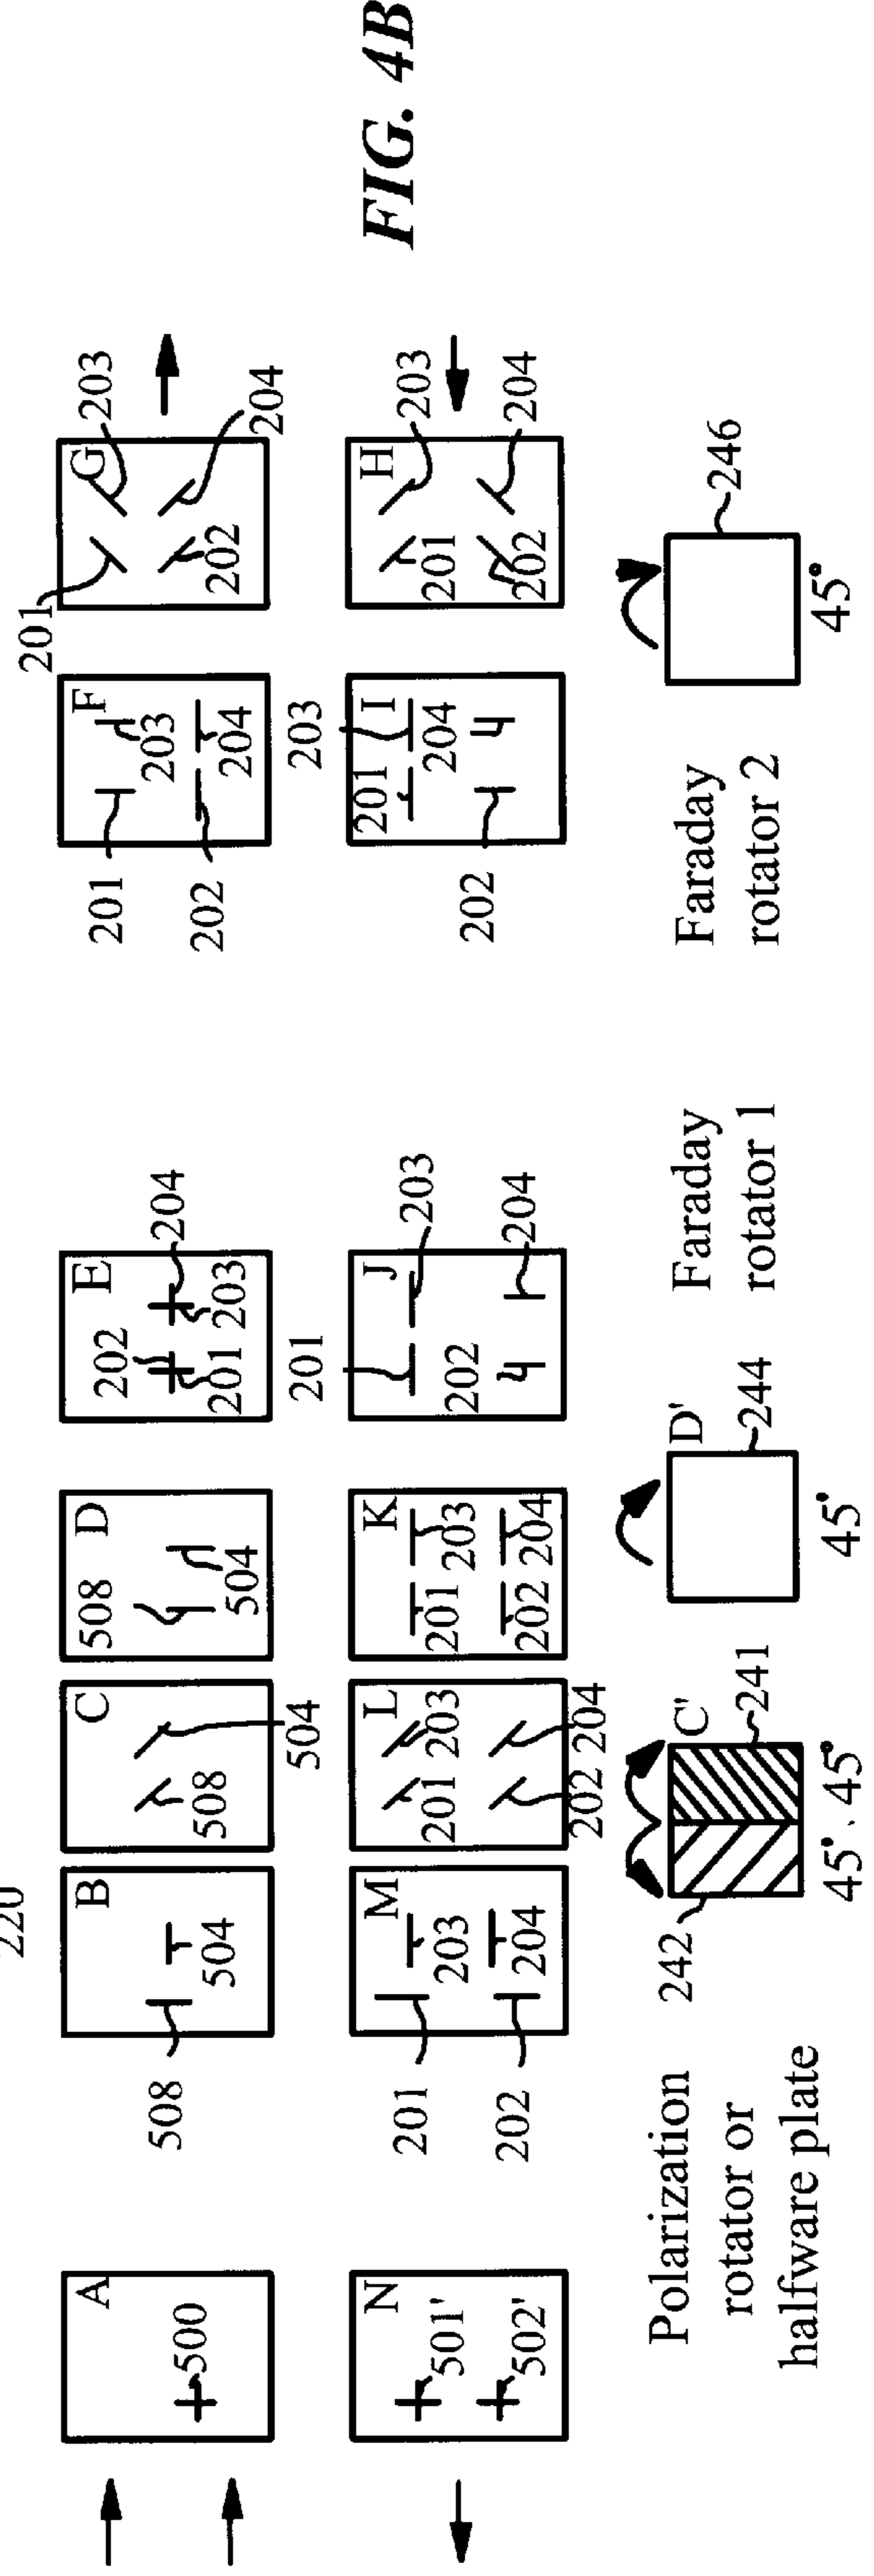 220
A
500
B
508
504
C
508
504
D
508
504
E
202
204
201
203
F
201
203
202
204
G
201
203
202
204
N
501'
502'
M
201
203
202
204
L
201
203
202
204
K
201
203
202
204
J
201
203
202
204
I
203
201
204
202
H
203
201
204
202
Polarization
rotator or
halfware plate
242
C'
241
45° 45°
D'
244
45°
Faraday
rotator 1
Faraday
rotator 2
246
45°
FIG. 4B